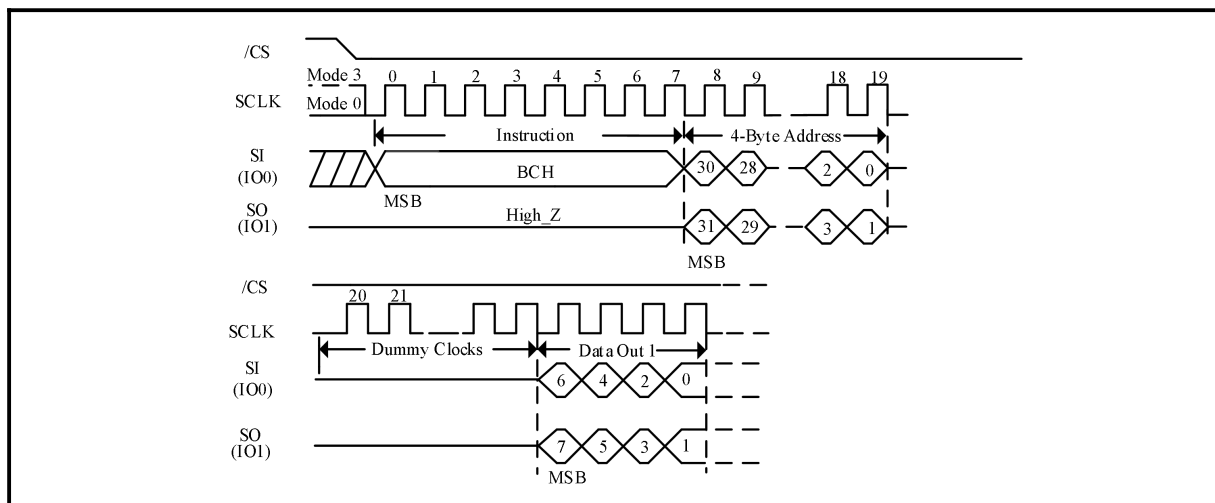 /CS
Mode 3 0 1 2 3 4 5 6 7 8 9 18 19
SCLK Mode 0
Instruction 4-Byte Address
SI
(IO0) BCH 30 28 2 0
MSB
SO
(IO1) High_Z 31 29 3 1
MSB
/CS
20 21
SCLK
Dummy Clocks Data Out 1
SI
(IO0) 6 4 2 0
SO
(IO1) 7 5 3 1
MSB